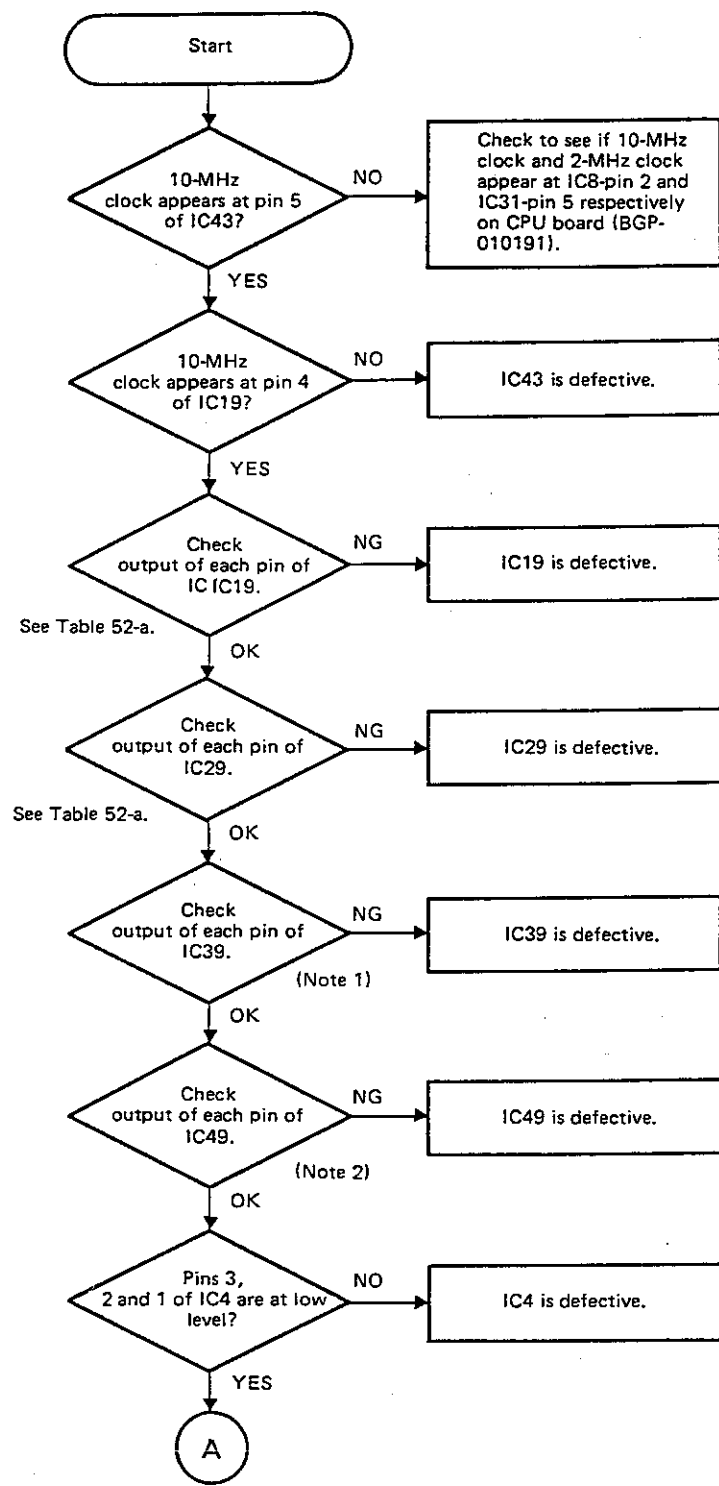 Start
10-MHz
clock appears at pin 5
of IC43?
NO
Check to see if 10-MHz
clock and 2-MHz clock
appear at IC8-pin 2 and
IC31-pin 5 respectively
on CPU board (BGP-
010191).
YES
10-MHz
clock appears at pin 4
of IC19?
NO
IC43 is defective.
YES
Check
output of each pin of
IC IC19.
NG
IC19 is defective.
See Table 52-a.
OK
Check
output of each pin of
IC29.
NG
IC29 is defective.
See Table 52-a.
OK
Check
output of each pin of
IC39.
NG
IC39 is defective.
(Note 1)
OK
Check
output of each pin of
IC49.
NG
IC49 is defective.
(Note 2)
OK
Pins 3,
2 and 1 of IC4 are at low
level?
NO
IC4 is defective.
YES
A